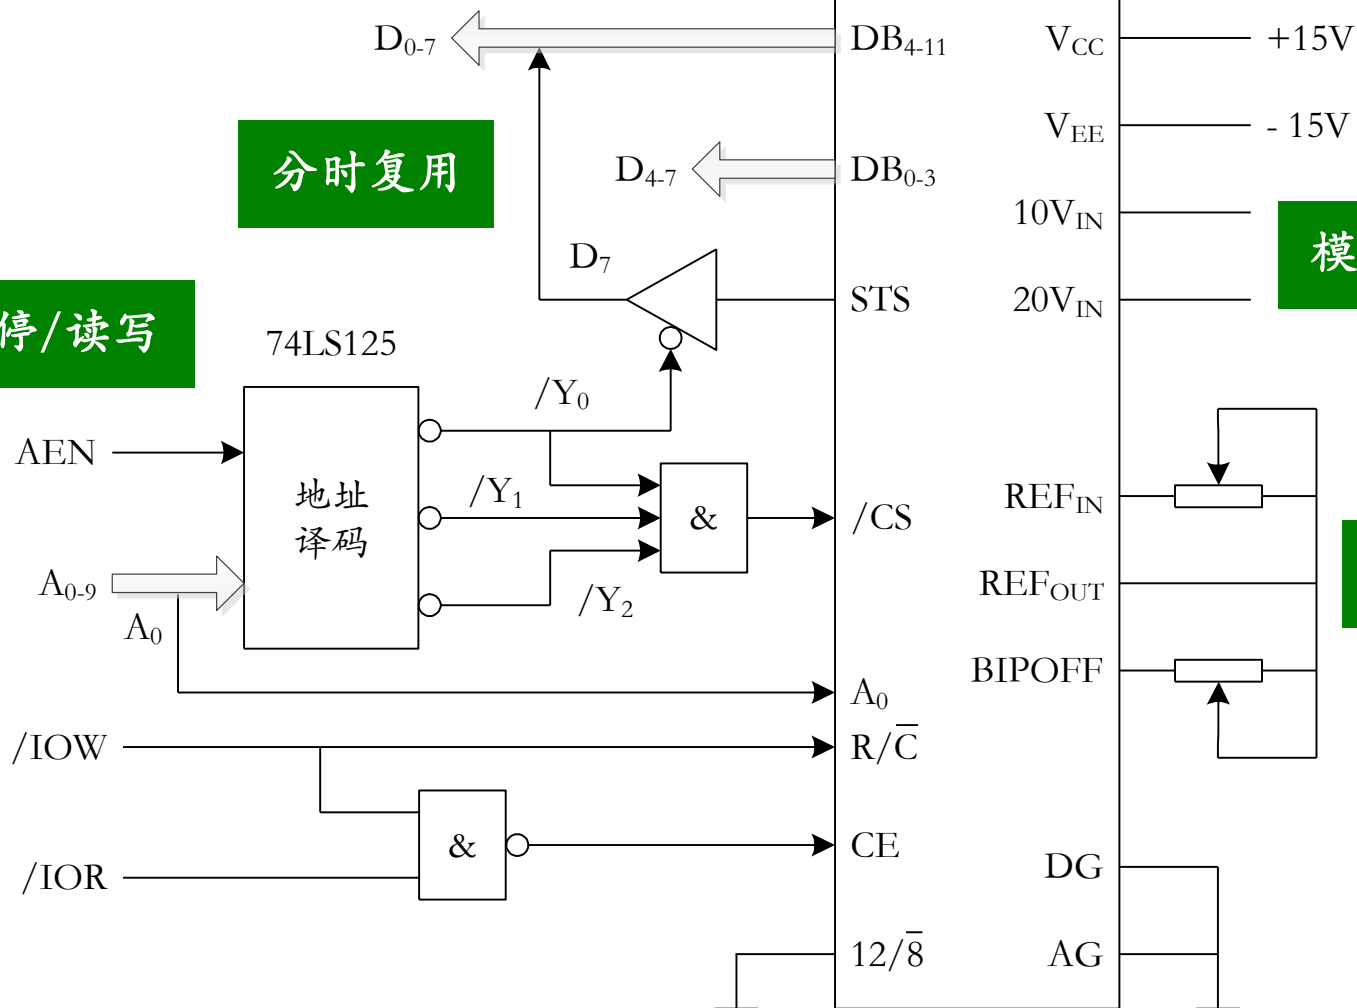 D0-7
DB4-11
VCC
+15V
VEE
- 15V
分时复用
D4-7
DB0-3
10VIN
模
D7
STS
20VIN
停/读写
74LS125
/Y0
AEN
地址
译码
/Y1
&
/CS
REFIN
A0-9
/Y2
REFOUT
A0
BIPOFF
A0
/IOW
R/C̅
&
CE
/IOR
DG
12/8̅
AG